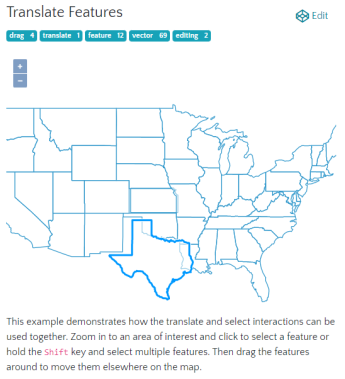 Translate Features
Edit
drag 4 translate 1 feature 12 vector 69 editing 2
+
−
This example demonstrates how the translate and select interactions can be
used together. Zoom in to an area of interest and click to select a feature or
hold the Shift key and select multiple features. Then drag the features
around to move them elsewhere on the map.